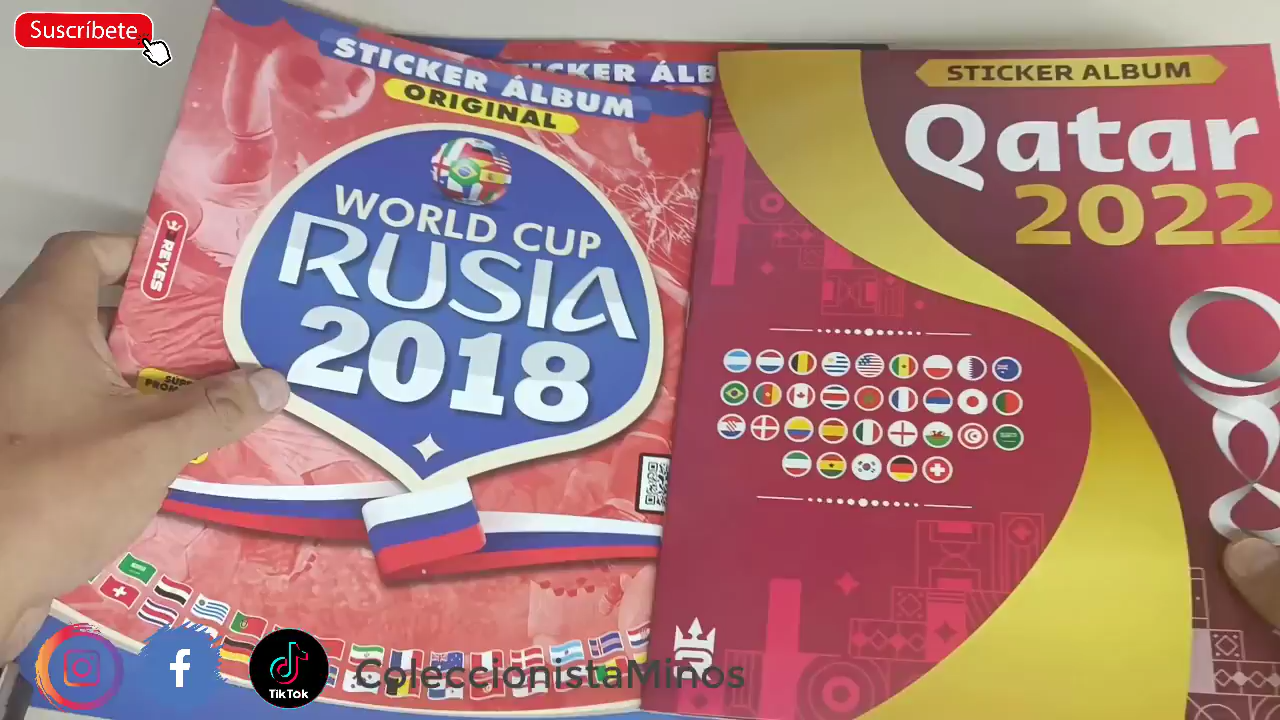 Suscríbete
STICKER ÁLBUM
ORIGINAL
WORLD CUP
RUSIA
2018
REYES
STICKER ÁLB
STICKER ALBUM
Qatar
2022
TikTok
ColeccionistaMinos